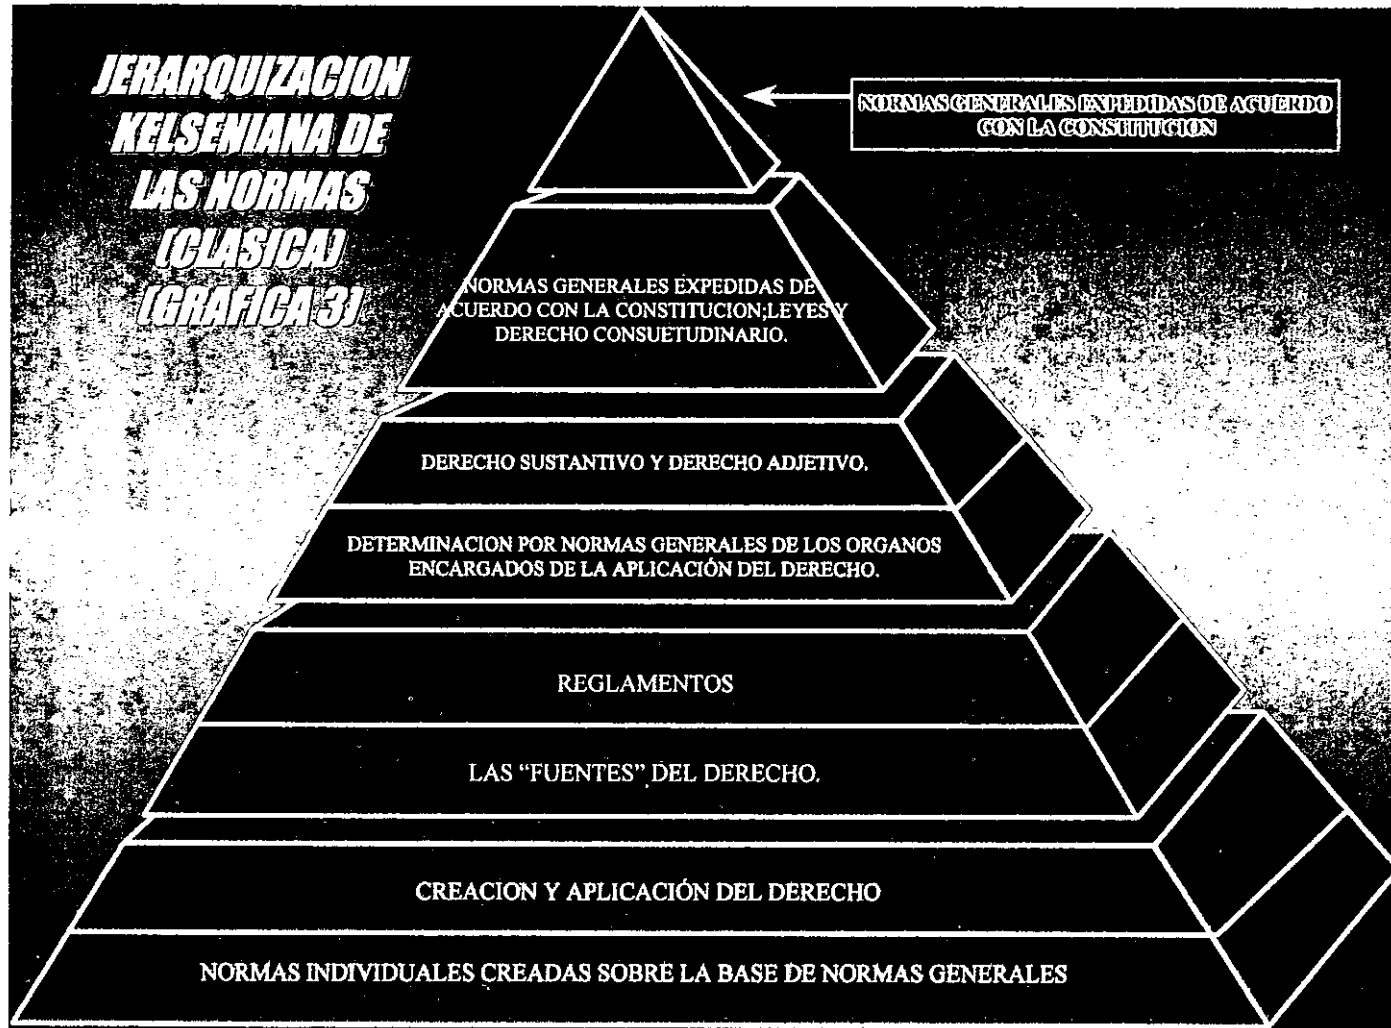 JERARQUIZACION
KELSENIANA DE
LAS NORMAS
(CLASICA)
(GRAFICA 3)
NORMAS GENERALES EXPEDIDAS DE ACUERDO
CON LA CONSTITUCION
NORMAS GENERALES EXPEDIDAS DE
ACUERDO CON LA CONSTITUCION;LEYES Y
DERECHO CONSUETUDINARIO.
DERECHO SUSTANTIVO Y DERECHO ADJETIVO.
DETERMINACION POR NORMAS GENERALES DE LOS ORGANOS
ENCARGADOS DE LA APLICACIÓN DEL DERECHO.
REGLAMENTOS
LAS “FUENTES” DEL DERECHO.
CREACION Y APLICACIÓN DEL DERECHO
NORMAS INDIVIDUALES CREADAS SOBRE LA BASE DE NORMAS GENERALES